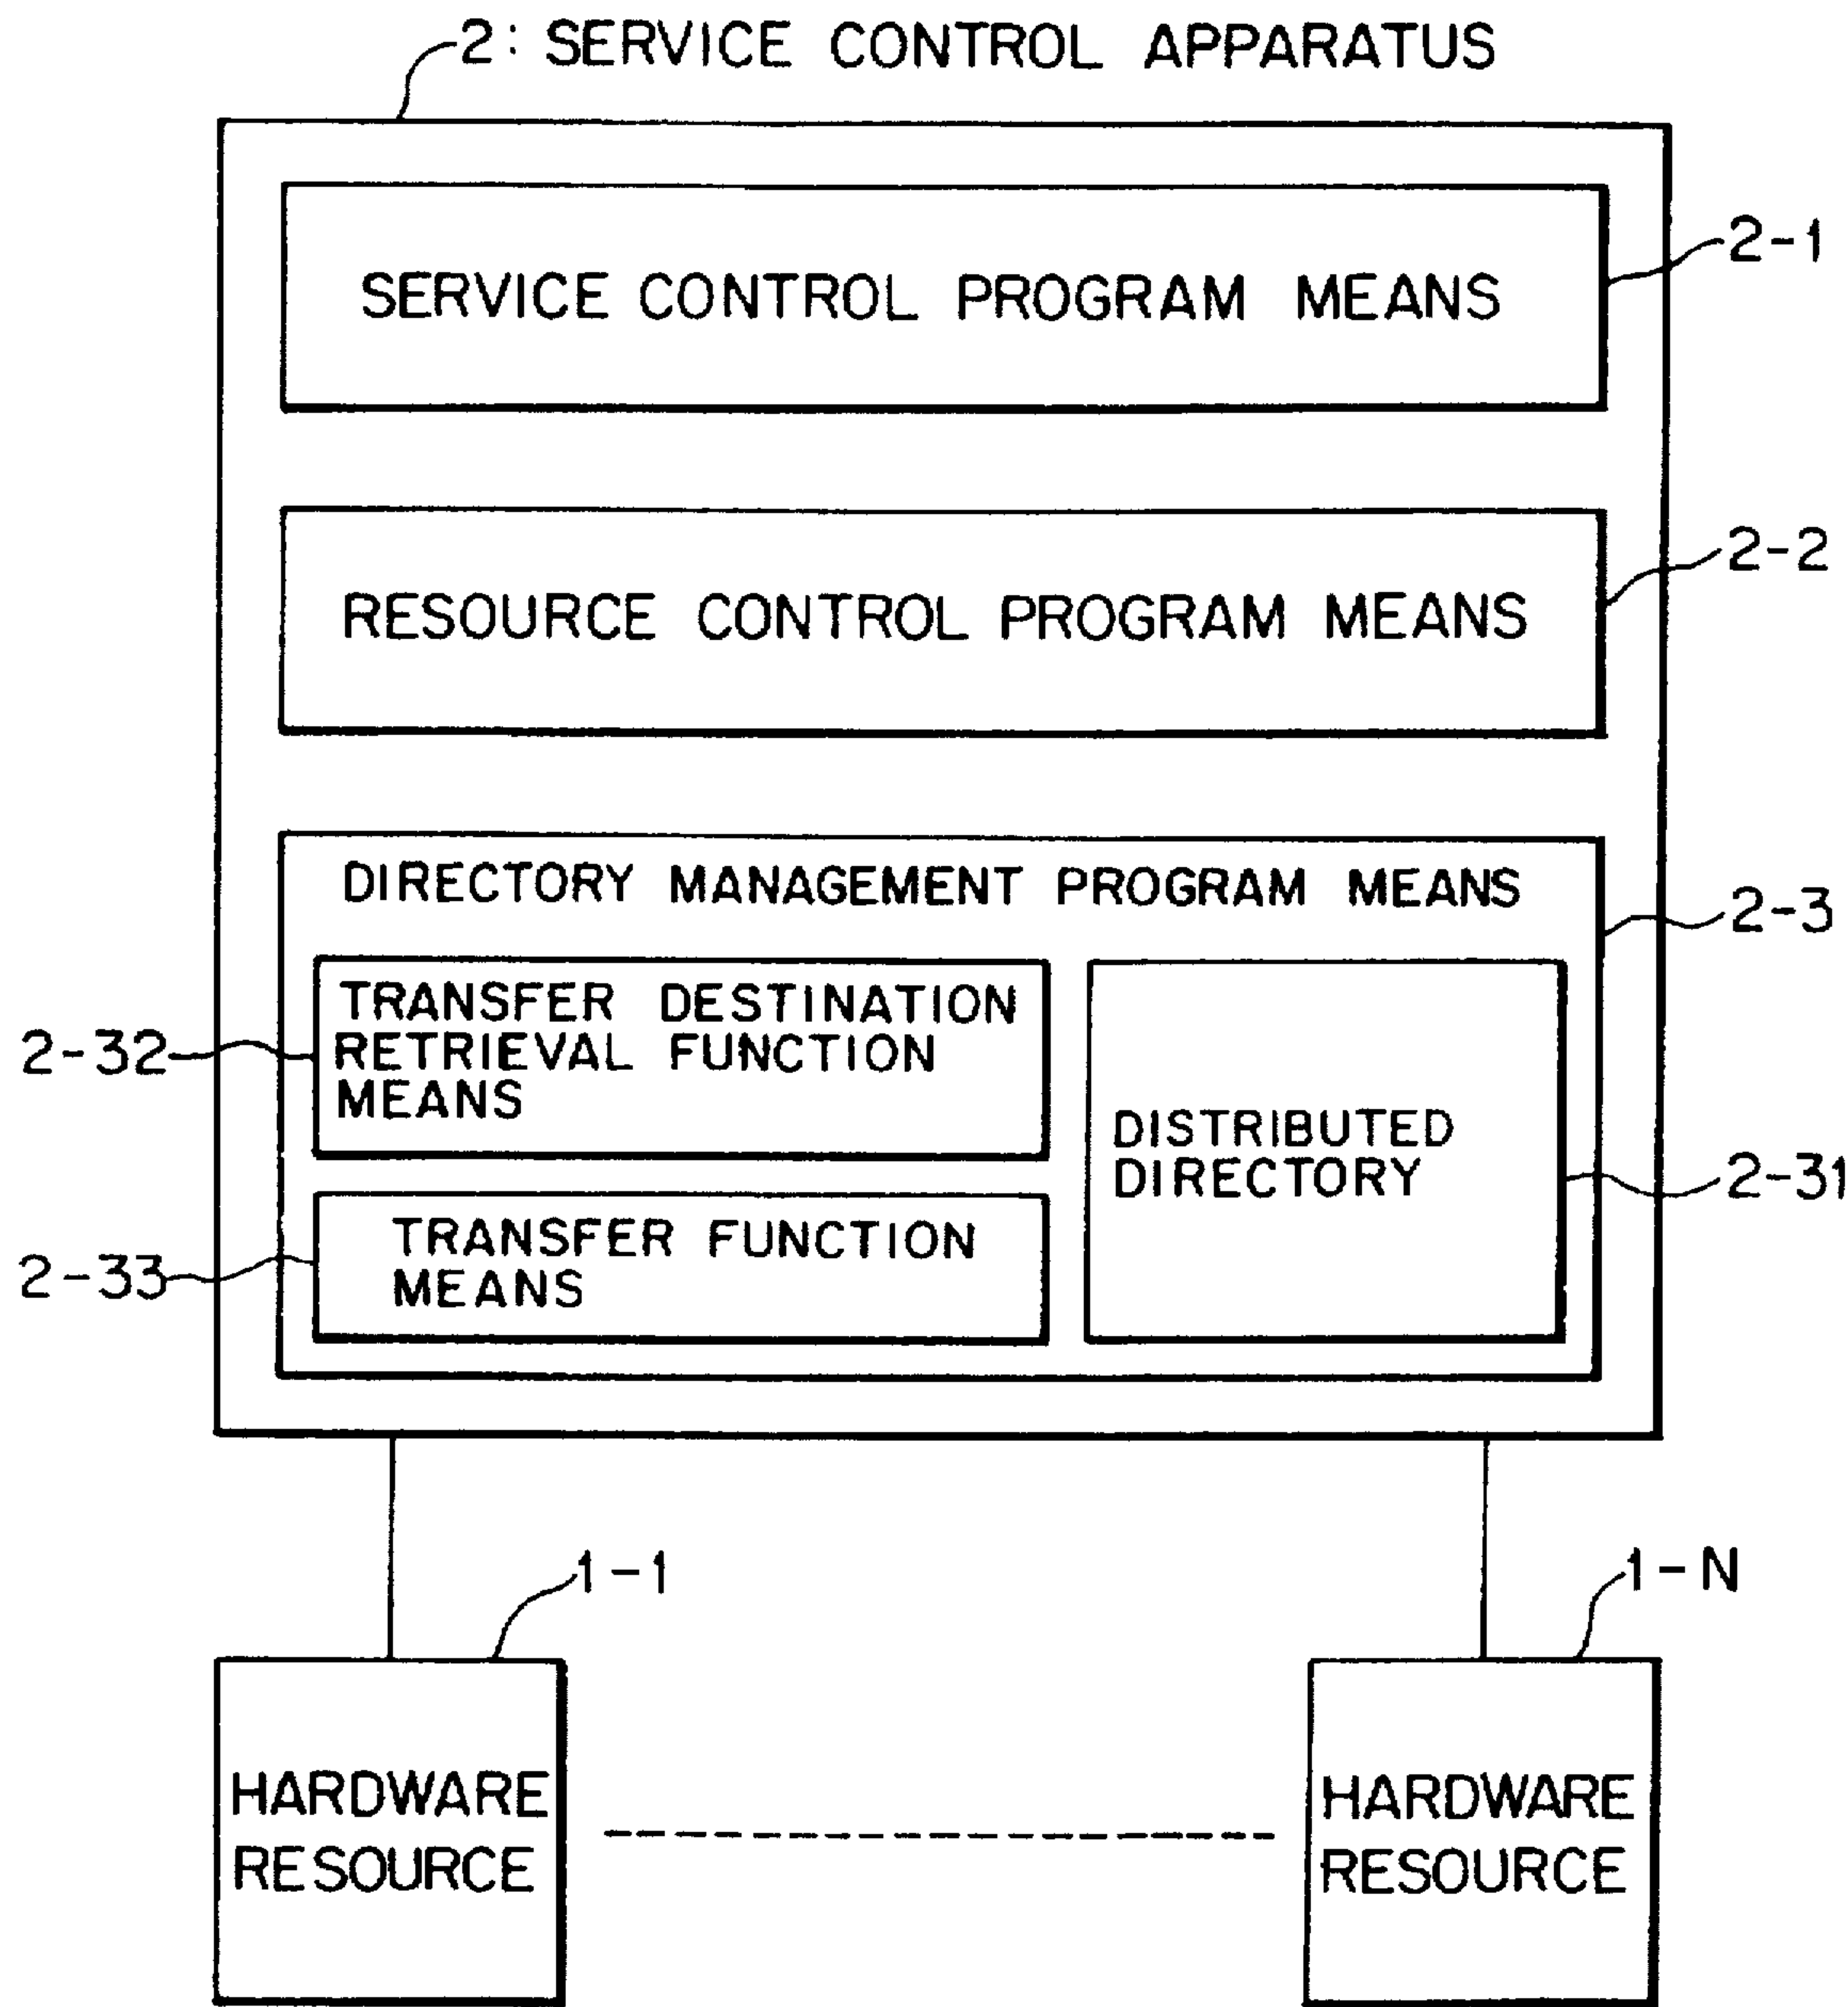 2: SERVICE CONTROL APPARATUS
SERVICE CONTROL PROGRAM MEANS
2-1
RESOURCE CONTROL PROGRAM MEANS
2-2
DIRECTORY MANAGEMENT PROGRAM MEANS
2-3
2-32
TRANSFER DESTINATION
RETRIEVAL FUNCTION
MEANS
DISTRIBUTED
DIRECTORY
2-31
2-33
TRANSFER FUNCTION
MEANS
1-1
1-N
HARDWARE
RESOURCE
HARDWARE
RESOURCE